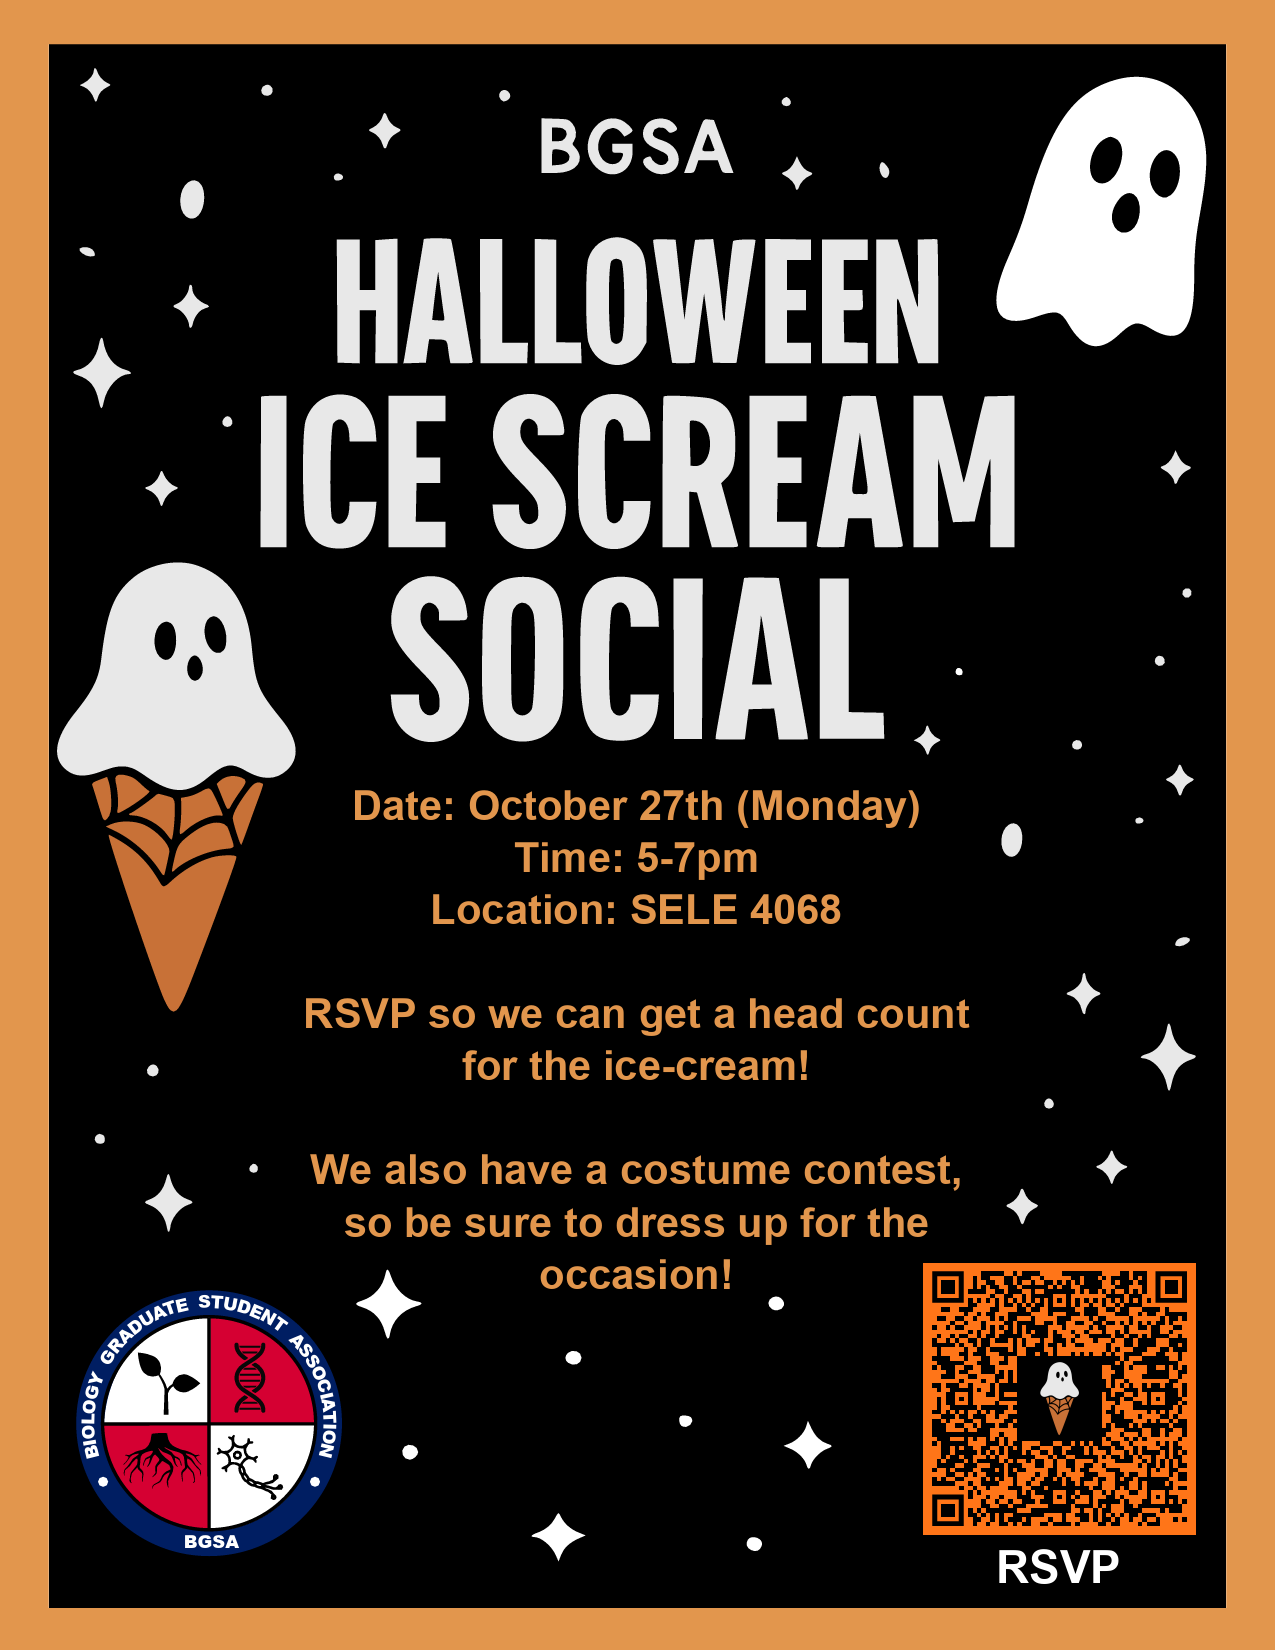 BGSA
HALLOWEEN
ICE SCREAM
SOCIAL
Date: October 27th (Monday)
Time: 5-7pm
Location: SELE 4068
RSVP so we can get a head count
for the ice-cream!
We also have a costume contest,
so be sure to dress up for the
occasion!
BIOLOGY GRADUATE STUDENT ASSOCIATION
BGSA
RSVP